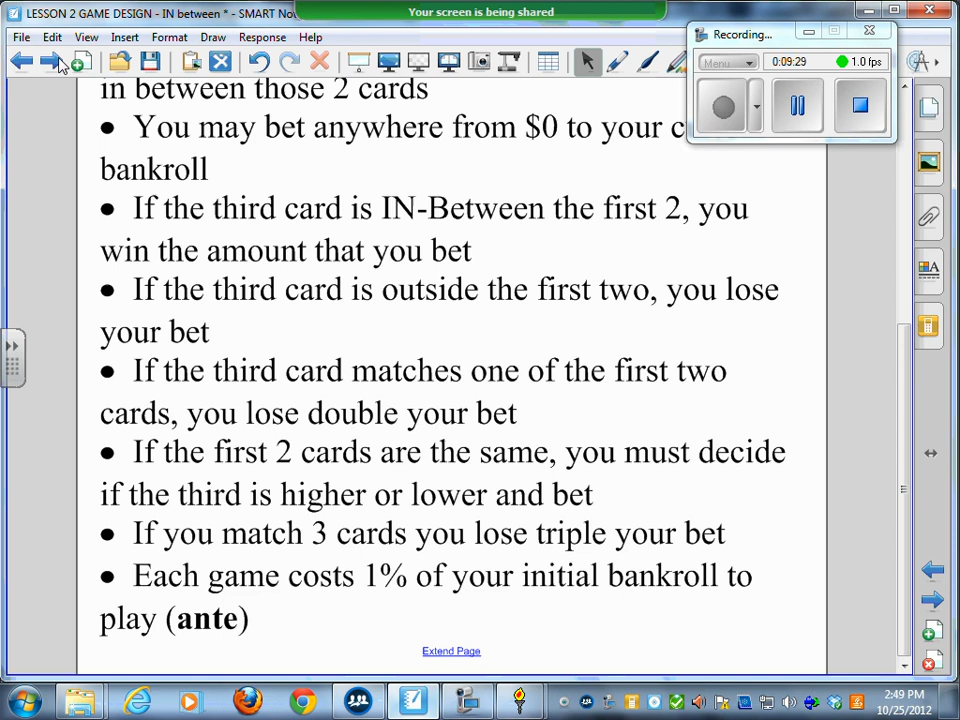 LESSON 2 GAME DESIGN - IN between * - SMART No
Your screen is being shared
File Edit View Insert Format Draw Response Help
Recording...
Menu
0:09:29
1.0 fps
in between those 2 cards
• You may bet anywhere from $0 to your c
bankroll
• If the third card is IN-Between the first 2, you
win the amount that you bet
• If the third card is outside the first two, you lose
your bet
• If the third card matches one of the first two
cards, you lose double your bet
• If the first 2 cards are the same, you must decide
if the third is higher or lower and bet
• If you match 3 cards you lose triple your bet
• Each game costs 1% of your initial bankroll to
play (ante)
Extend Page
2:49 PM
10/25/2012